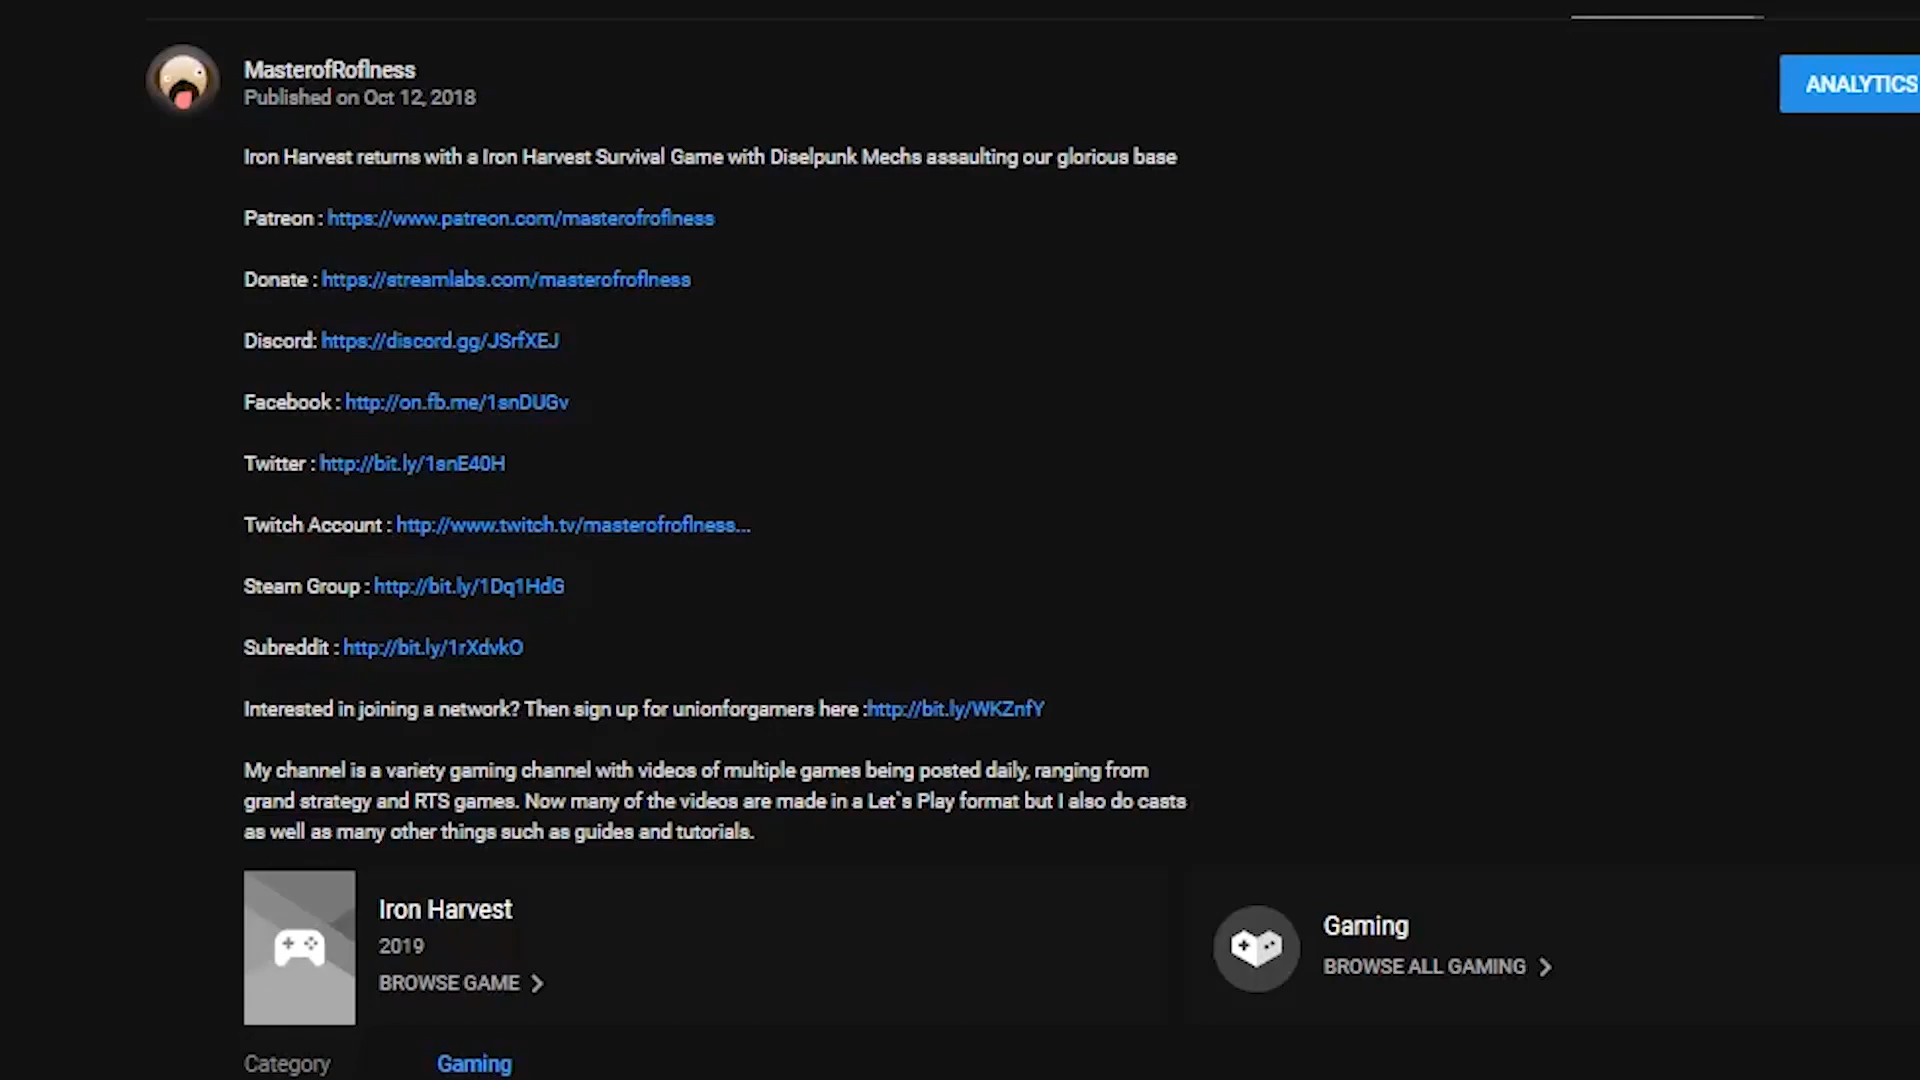 MasterofRoflness
Published on Oct 12, 2018
ANALYTICS
Iron Harvest returns with a Iron Harvest Survival Game with Diselpunk Mechs assaulting our glorious base
Patreon : https://www.patreon.com/masterofroflness
Donate : https://streamlabs.com/masterofroflness
Discord: https://discord.gg/JSrfXEJ
Facebook : http://on.fb.me/1snDUGv
Twitter : http://bit.ly/1snE40H
Twitch Account : http://www.twitch.tv/masterofroflness...
Steam Group : http://bit.ly/1Dq1HdG
Subreddit : http://bit.ly/1rXdvkO
Interested in joining a network? Then sign up for unionforgamers here :http://bit.ly/WKZnfY
My channel is a variety gaming channel with videos of multiple games being posted daily, ranging from
grand strategy and RTS games. Now many of the videos are made in a Let`s Play format but I also do casts
as well as many other things such as guides and tutorials.
Iron Harvest
2019
BROWSE GAME
Gaming
BROWSE ALL GAMING
Category Gaming